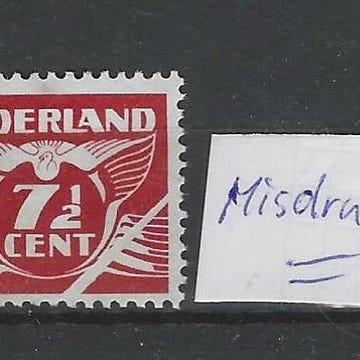 DERLAND
7½
CENT
Misdru